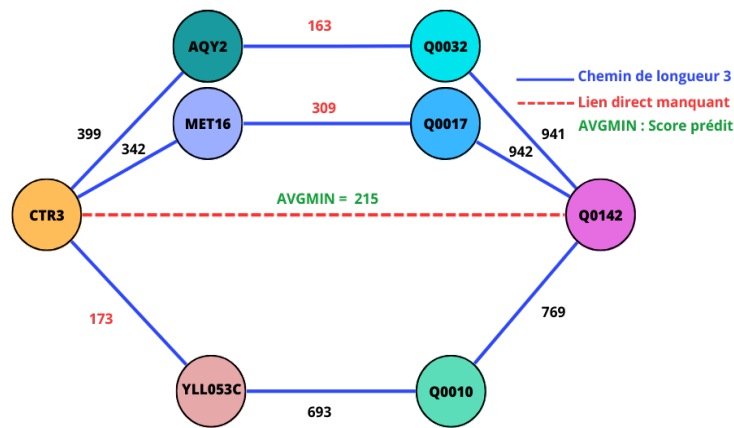 163
AQY2
Q0032
Chemin de longueur 3
Lien direct manquant
309
AVGMIN : Score prédit
MET16
Q0017
399
941
342
942
AVGMIN = 215
CTR3
Q0142
173
769
YLL053C
Q0010
693